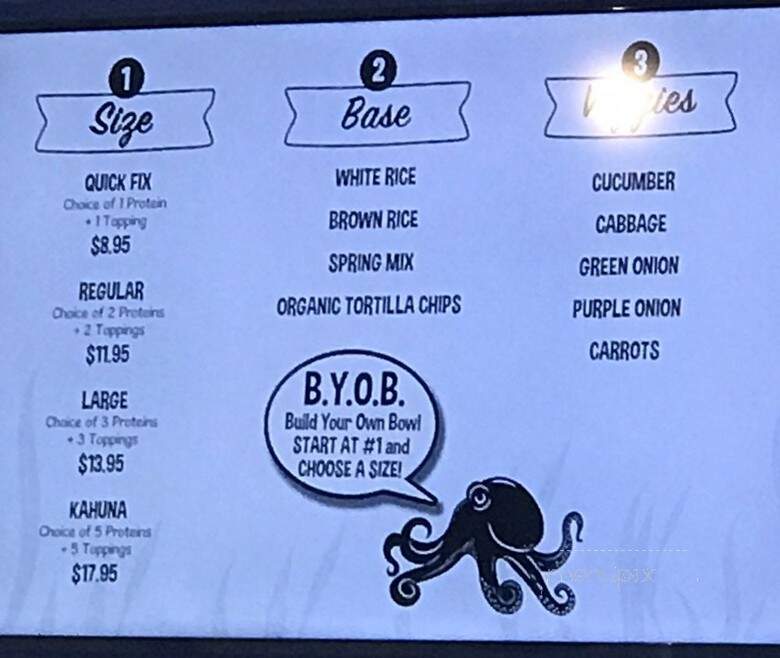 1
Size
QUICK FIX
Choice of 1 Protein
+ 1 Topping
$8.95
REGULAR
Choice of 2 Proteins
+ 2 Toppings
$11.95
LARGE
Choice of 3 Proteins
+ 3 Toppings
$13.95
KAHUNA
Choice of 5 Proteins
+ 5 Toppings
$17.95
2
Base
WHITE RICE
BROWN RICE
SPRING MIX
ORGANIC TORTILLA CHIPS
B.Y.O.B.
Build Your Own Bowl
START AT #1 and
CHOOSE A SIZE!
3
Veggies
CUCUMBER
CABBAGE
GREEN ONION
PURPLE ONION
CARROTS